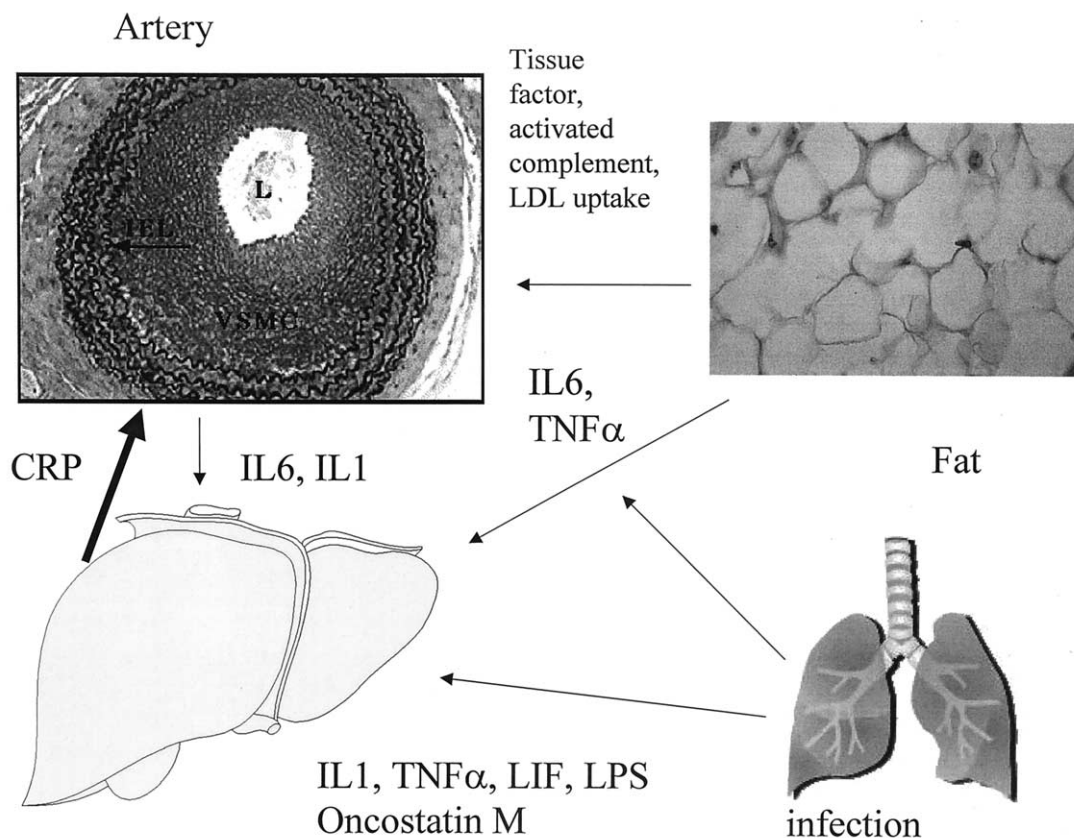 Artery
Tissue
factor,
activated
complement,
LDL uptake
L
IEL
VSMC
IL6,
TNFα
CRP
IL6, IL1
Fat
IL1, TNFα, LIF, LPS
Oncostatin M
infection